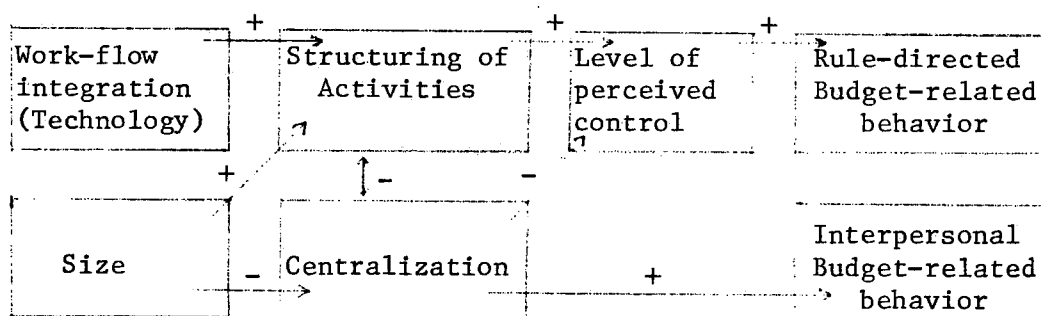 + + +
Work-flow integration (Technology)
Structuring of Activities
Level of perceived control
Rule-directed Budget-related behavior
+ - -
Size
Centralization
Interpersonal Budget-related behavior
- +